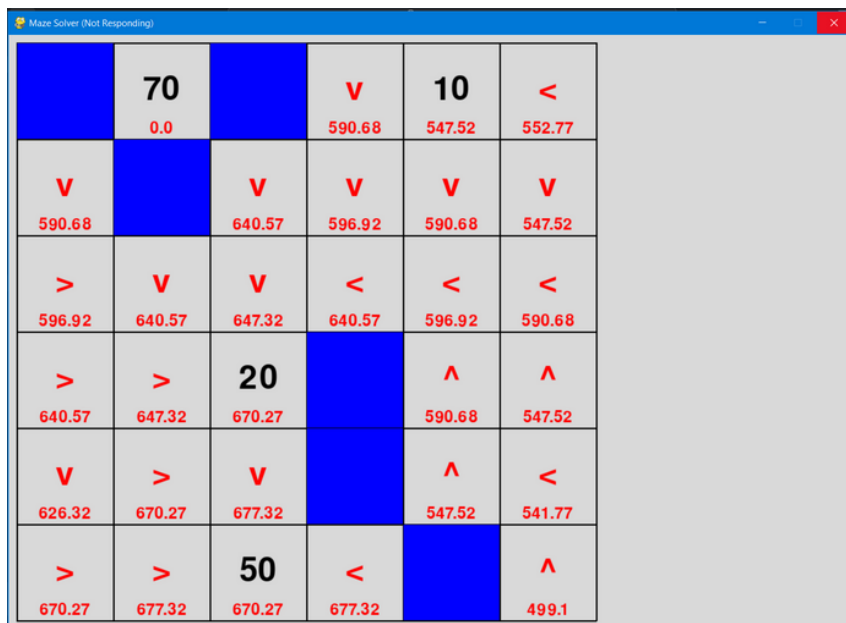 Maze Solver (Not Responding)
70 v 10 <
0.0 590.68 547.52 552.77
v v v v v
590.68 640.57 596.92 590.68 547.52
> v v < < <
596.92 640.57 647.32 640.57 596.92 590.68
> > 20 ^ ^
640.57 647.32 670.27 590.68 547.52
v > v ^ <
626.32 670.27 677.32 547.52 541.77
> > 50 < ^
670.27 677.32 670.27 677.32 499.1